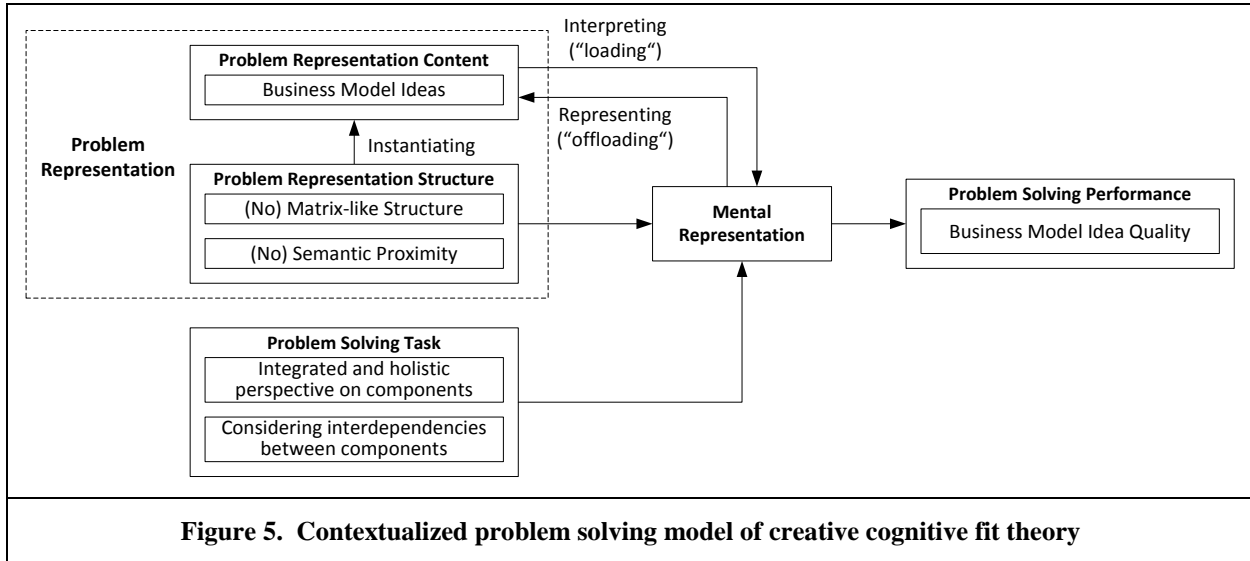 Interpreting
(“loading“)
Problem Representation Content
Business Model Ideas
Representing
(“offloading“)
Problem
Representation
Instantiating
Problem Representation Structure
(No) Matrix-like Structure
(No) Semantic Proximity
Mental
Representation
Problem Solving Performance
Business Model Idea Quality
Problem Solving Task
Integrated and holistic
perspective on components
Considering interdependencies
between components
Figure 5.  Contextualized problem solving model of creative cognitive fit theory